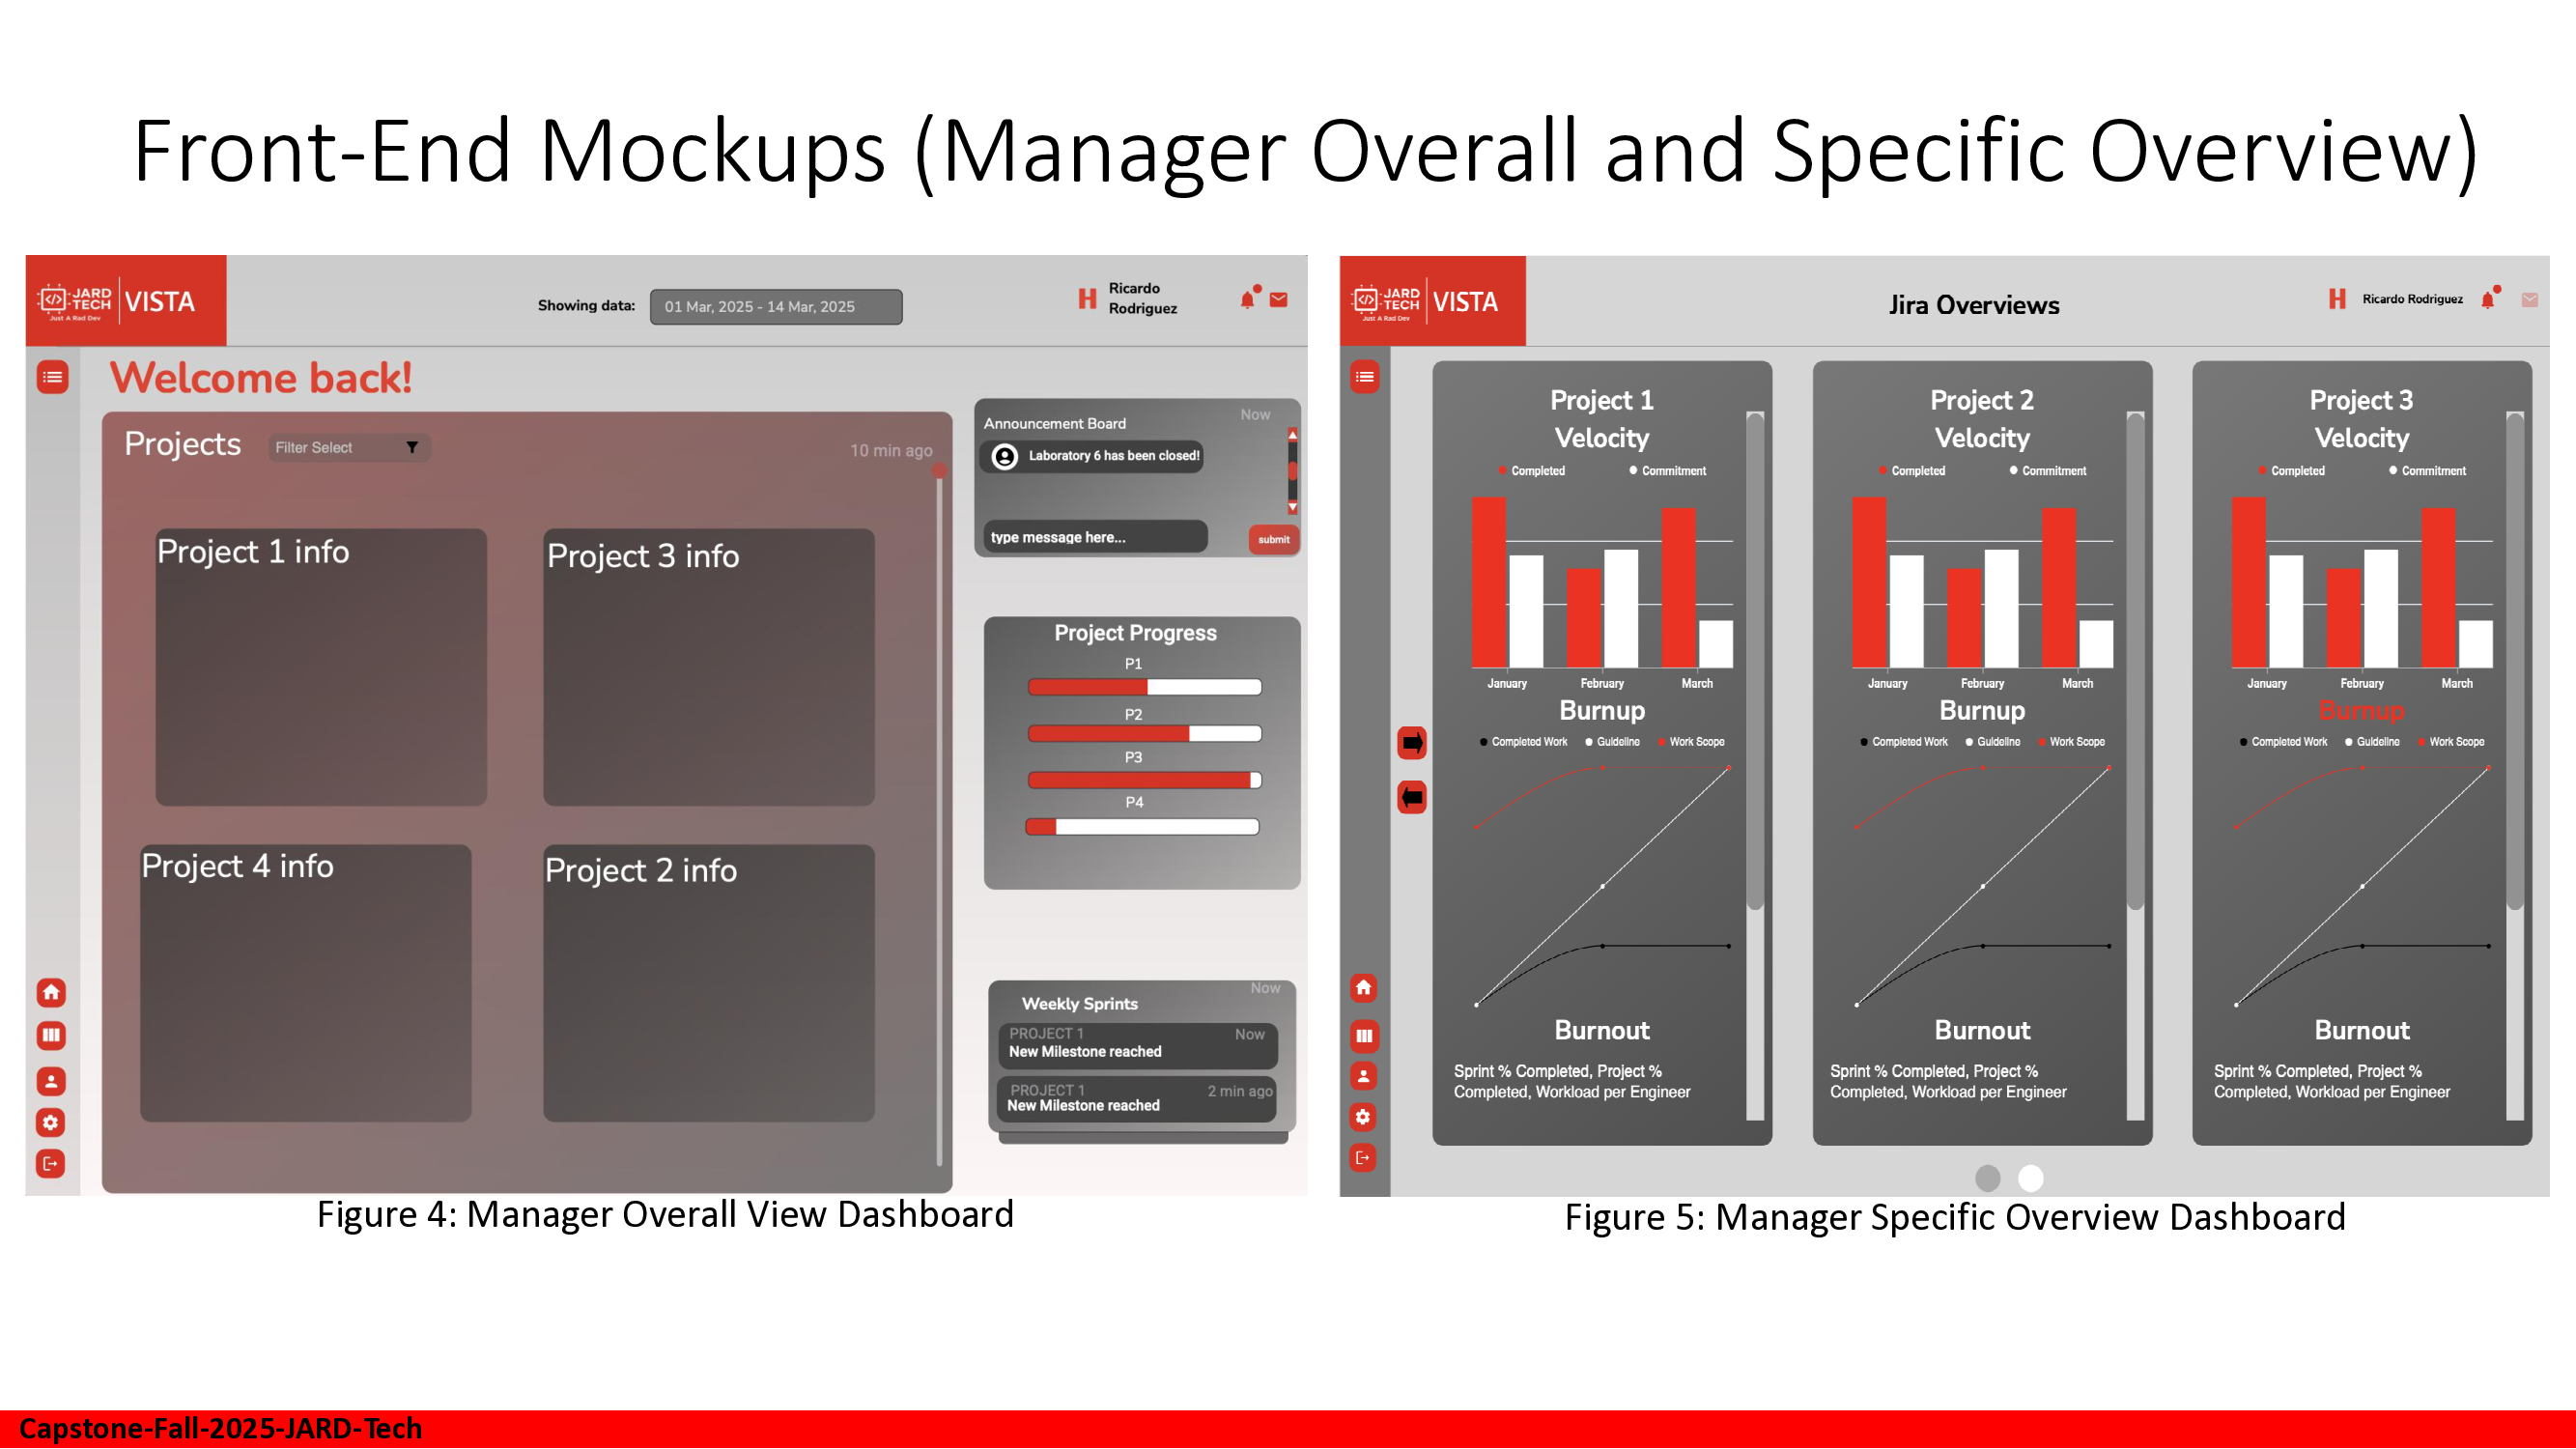 Front-End Mockups (Manager Overall and Specific Overview)
JARD
TECH
Just A Rad Dev
VISTA
Showing data:
01 Mar, 2025 - 14 Mar, 2025
H
Ricardo
Rodriguez
Welcome back!
Projects
Filter Select
10 min ago
Project 1 info
Project 3 info
Project 4 info
Project 2 info
Announcement Board
Now
Laboratory 6 has been closed!
type message here...
submit
Project Progress
P1
P2
P3
P4
Now
Weekly Sprints
PROJECT 1
Now
New Milestone reached
PROJECT 1
2 min ago
New Milestone reached
Figure 4: Manager Overall View Dashboard
JARD
TECH
Just A Rad Dev
VISTA
Jira Overviews
H
Ricardo Rodriguez
Project 1
Velocity
Completed
Commitment
January
February
March
Burnup
Completed Work
Guideline
Work Scope
Burnout
Sprint % Completed, Project %
Completed, Workload per Engineer
Project 2
Velocity
Completed
Commitment
January
February
March
Burnup
Completed Work
Guideline
Work Scope
Burnout
Sprint % Completed, Project %
Completed, Workload per Engineer
Project 3
Velocity
Completed
Commitment
January
February
March
Burnup
Completed Work
Guideline
Work Scope
Burnout
Sprint % Completed, Project %
Completed, Workload per Engineer
Figure 5: Manager Specific Overview Dashboard
Capstone-Fall-2025-JARD-Tech